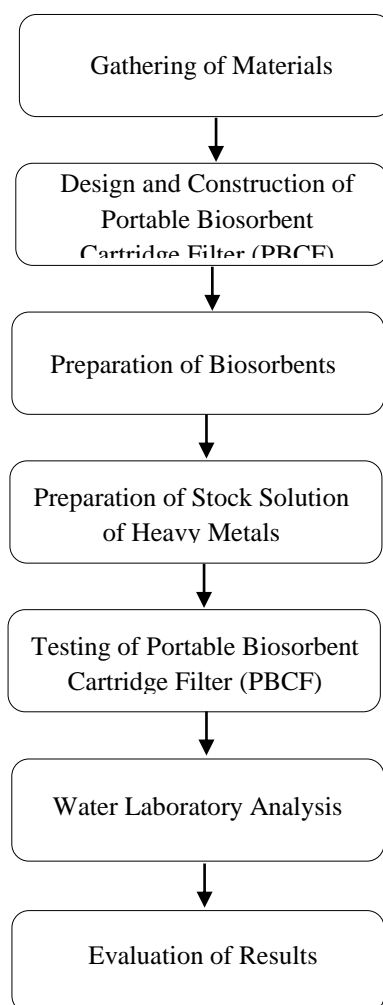 Gathering of Materials
Design and Construction of
Portable Biosorbent
Cartridge Filter (PBCF)
Preparation of Biosorbents
Preparation of Stock Solution
of Heavy Metals
Testing of Portable Biosorbent
Cartridge Filter (PBCF)
Water Laboratory Analysis
Evaluation of Results